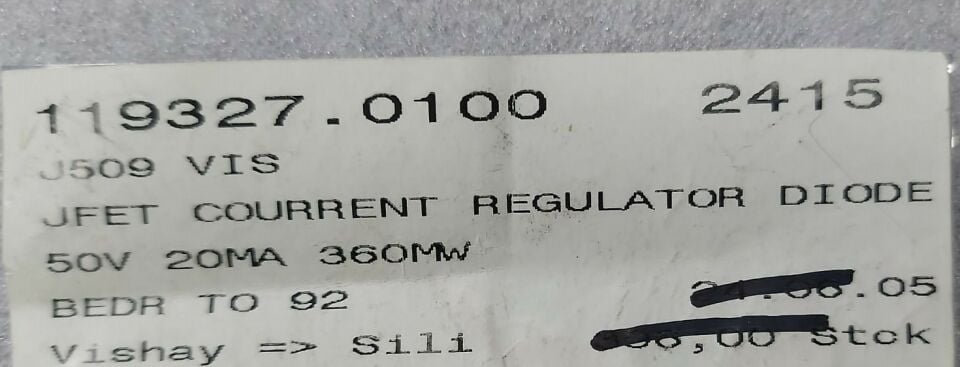 119327.0100 2415
J509 VIS
JFET COURRENT REGULATOR DIODE
50V 20MA 360MW
BEDR TO 92 .05
Vishay => Sili Stck